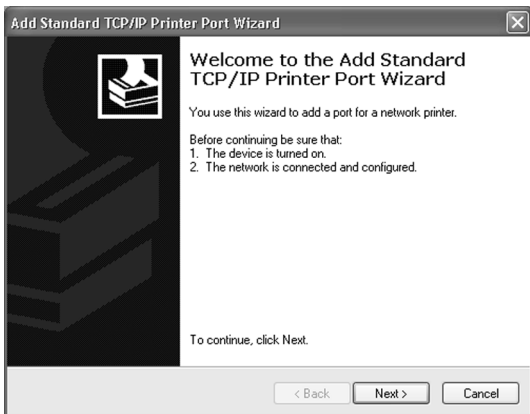 Add Standard TCP/IP Printer Port Wizard
Welcome to the Add Standard
TCP/IP Printer Port Wizard
You use this wizard to add a port for a network printer.
Before continuing be sure that:
1. The device is turned on.
2. The network is connected and configured.
To continue, click Next.
< Back
Next >
Cancel